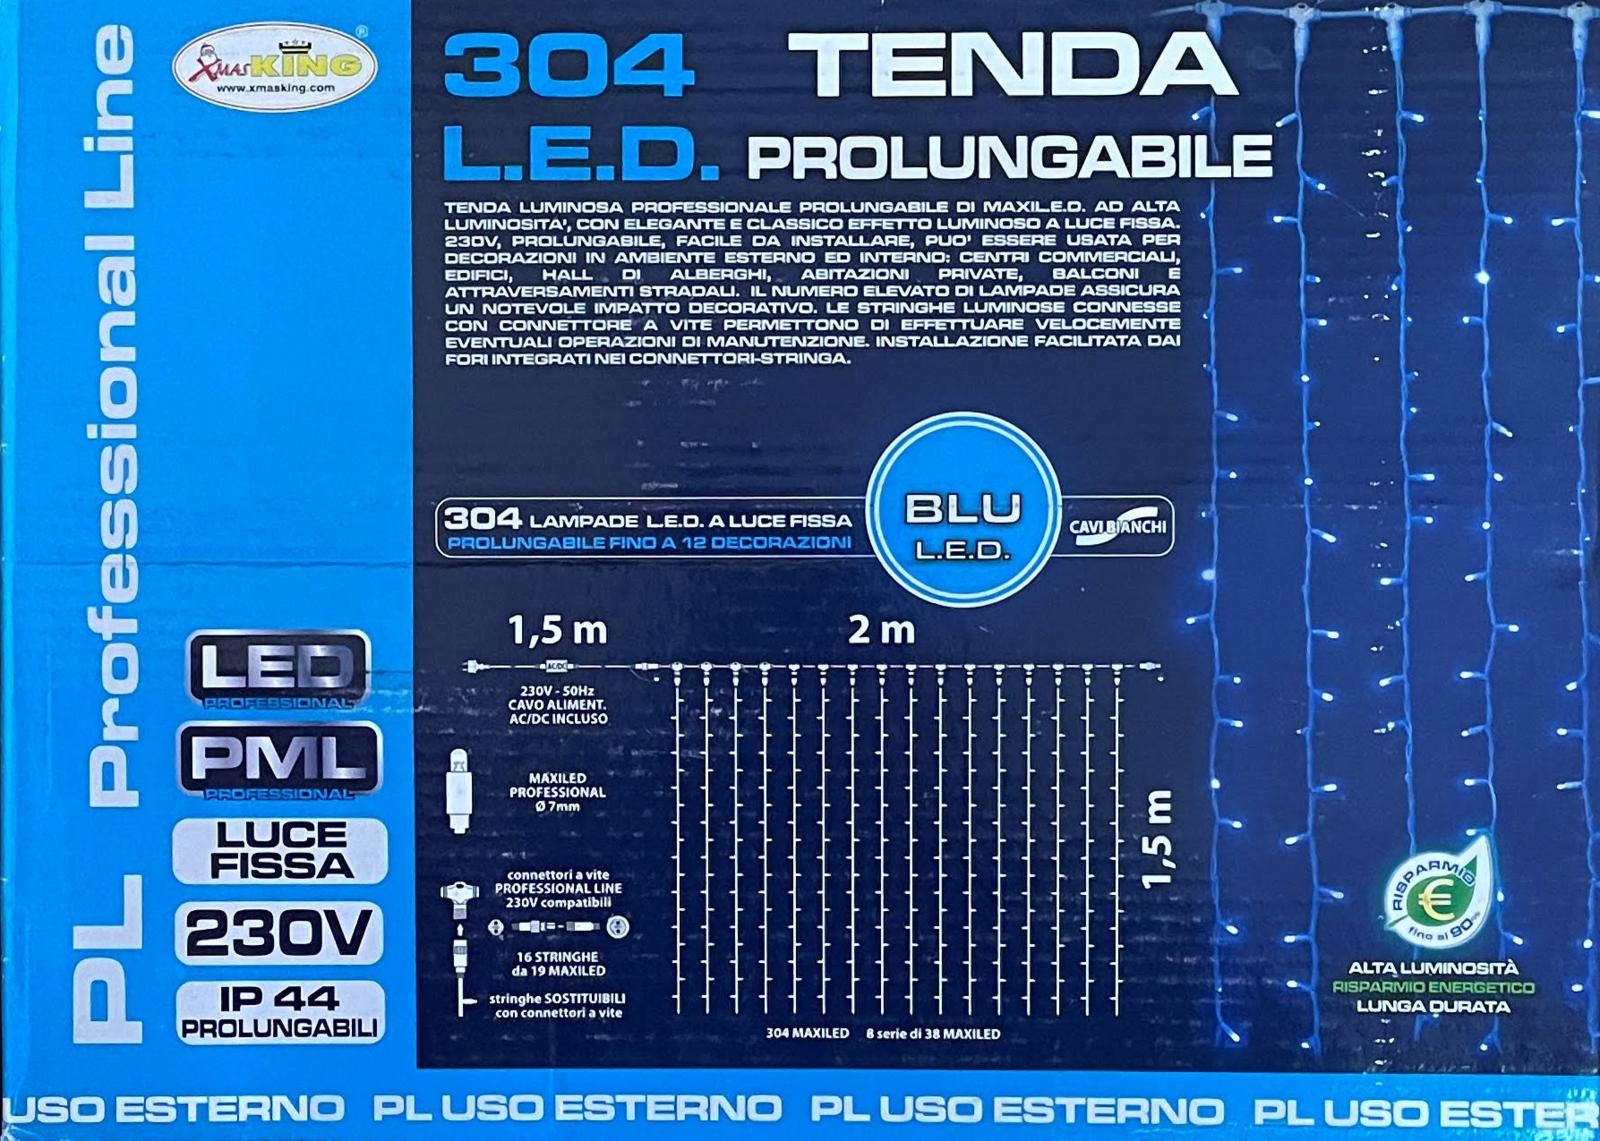 PL Professional Line
XMASKING®
www.xmasking.com
304 TENDA
L.E.D. PROLUNGABILE
TENDA LUMINOSA PROFESSIONALE PROLUNGABILE DI MAXIL.E.D. AD ALTA
LUMINOSITA', CON ELEGANTE E CLASSICO EFFETTO LUMINOSO A LUCE FISSA.
230V, PROLUNGABILE, FACILE DA INSTALLARE, PUO' ESSERE USATA PER
DECORAZIONI IN AMBIENTE ESTERNO ED INTERNO: CENTRI COMMERCIALI,
EDIFICI, HALL DI ALBERGHI, ABITAZIONI PRIVATE, BALCONI E
ATTRAVERSAMENTI STRADALI. IL NUMERO ELEVATO DI LAMPADE ASSICURA
UN NOTEVOLE IMPATTO DECORATIVO. LE STRINGHE LUMINOSE CONNESSE
CON CONNETTORE A VITE PERMETTONO DI EFFETTUARE VELOCEMENTE
EVENTUALI OPERAZIONI DI MANUTENZIONE. INSTALLAZIONE FACILITATA DAI
FORI INTEGRATI NEI CONNETTORI-STRINGA.
304 LAMPADE L.E.D. A LUCE FISSA
PROLUNGABILE FINO A 12 DECORAZIONI
BLU
L.E.D.
CAVI BIANCHI
LED
PROFESSIONAL
PML
PROFESSIONAL
LUCE
FISSA
230V
IP 44
PROLUNGABILI
1,5 m
2 m
AC/DC
230V - 50Hz
CAVO ALIMENT.
AC/DC INCLUSO
MAXILED
PROFESSIONAL
Ø 7mm
connettori a vite
PROFESSIONAL LINE
230V compatibili
16 STRINGHE
da 19 MAXILED
stringhe SOSTITUIBILI
con connettori a vite
1,5 m
304 MAXILED 8 serie di 38 MAXILED
RISPARMIO
€
fino al 90%
ALTA LUMINOSITÀ
RISPARMIO ENERGETICO
LUNGA DURATA
USO ESTERNO PL USO ESTERNO PL USO ESTERNO PL USO ESTER